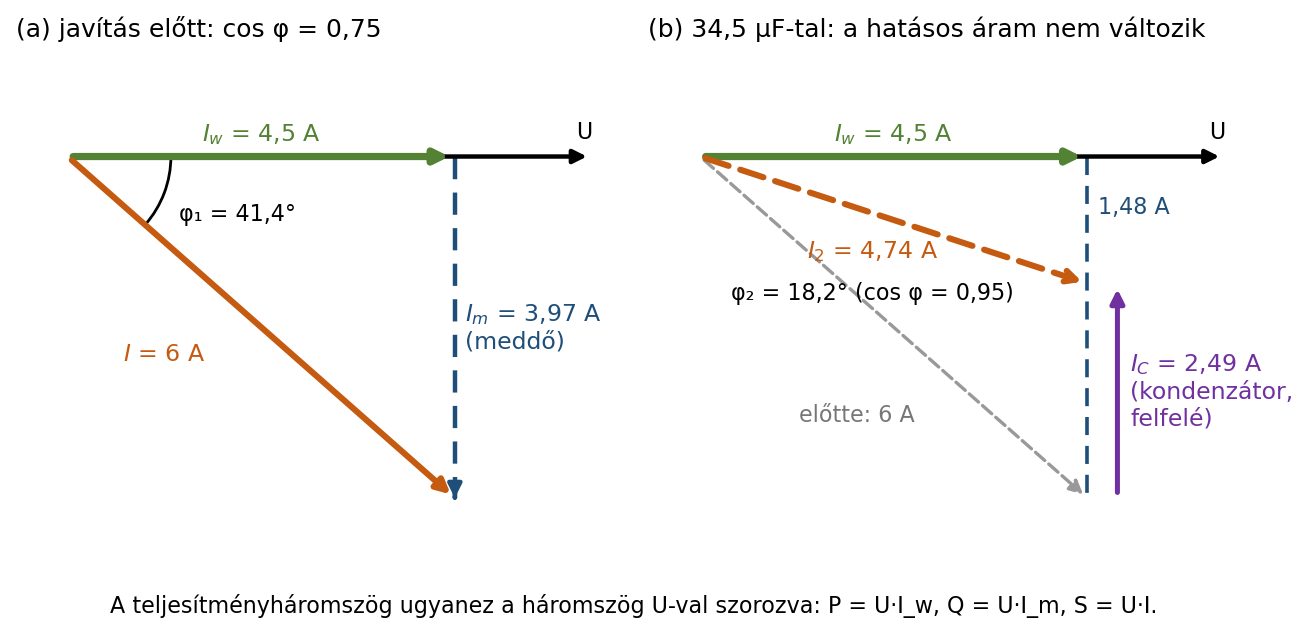 (a) javítás előtt: cos φ = 0,75
I_w = 4,5 A
U
φ₁ = 41,4°
I_m = 3,97 A
(meddő)
I = 6 A
(b) 34,5 µF-tal: a hatásos áram nem változik
I_w = 4,5 A
U
1,48 A
I_2 = 4,74 A
φ₂ = 18,2° (cos φ = 0,95)
I_C = 2,49 A
(kondenzátor,
felfelé)
előtte: 6 A
A teljesítményháromszög ugyanez a háromszög U-val szorozva: P = U·I_w, Q = U·I_m, S = U·I.